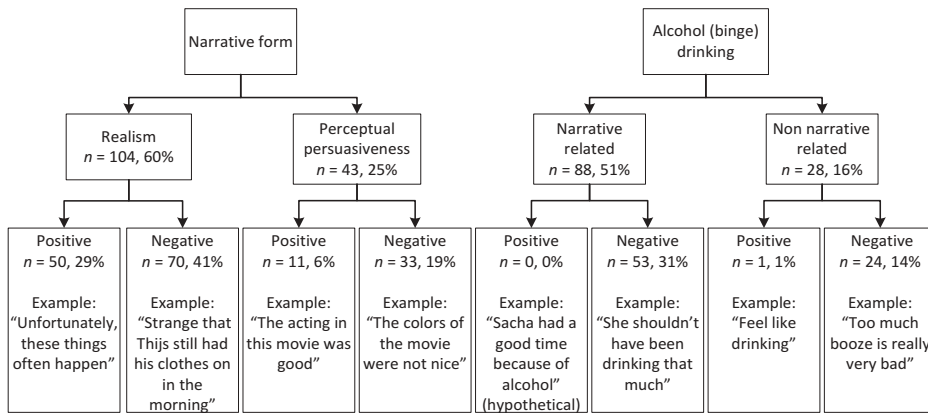 Narrative form
Alcohol (binge)
drinking
Realism
n = 104, 60%
Perceptual
persuasiveness
n = 43, 25%
Narrative
related
n = 88, 51%
Non narrative
related
n = 28, 16%
Positive
n = 50, 29%
Example:
“Unfortunately,
these things
often happen”
Negative
n = 70, 41%
Example:
“Strange that
Thijs still had
his clothes on
in the
morning”
Positive
n = 11, 6%
Example:
“The acting in
this movie was
good”
Negative
n = 33, 19%
Example:
“The colors of
the movie
were not nice”
Positive
n = 0, 0%
Example:
“Sacha had a
good time
because of
alcohol”
(hypothetical)
Negative
n = 53, 31%
Example:
“She shouldn’t
have been
drinking that
much”
Positive
n = 1, 1%
Example:
“Feel like
drinking”
Negative
n = 24, 14%
Example:
“Too much
booze is really
very bad”